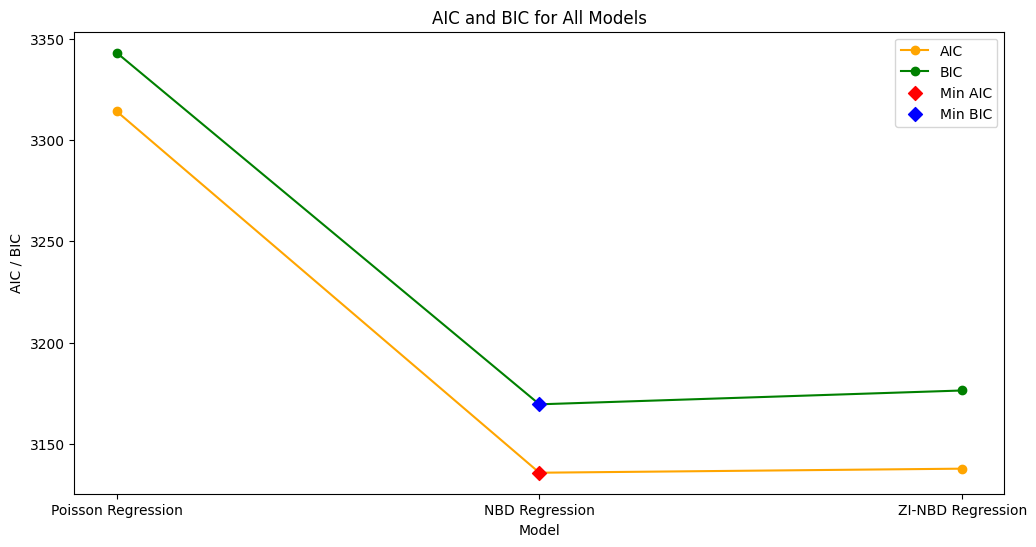 AIC and BIC for All Models
AIC
BIC
Min AIC
Min BIC
AIC / BIC
3350
3300
3250
3200
3150
Poisson Regression
NBD Regression
ZI-NBD Regression
Model